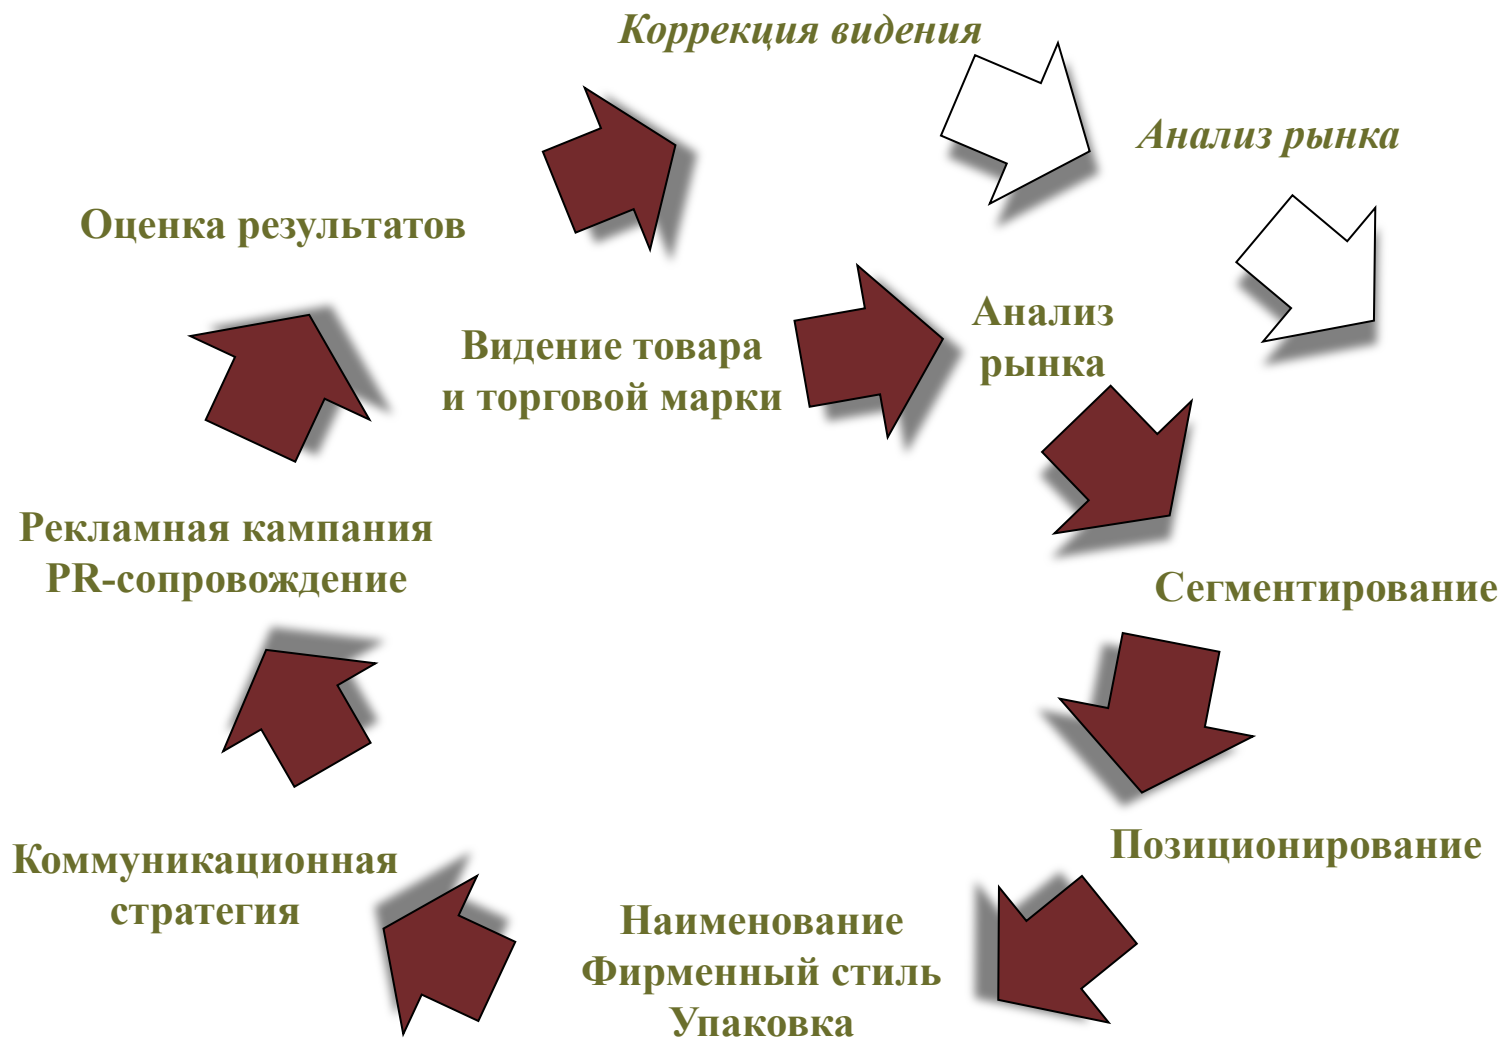 Коррекция видения
Анализ рынка
Оценка результатов
Видение товара
и торговой марки
Анализ
рынка
Рекламная кампания
PR-сопровождение
Сегментирование
Позиционирование
Коммуникационная
стратегия
Наименование
Фирменный стиль
Упаковка